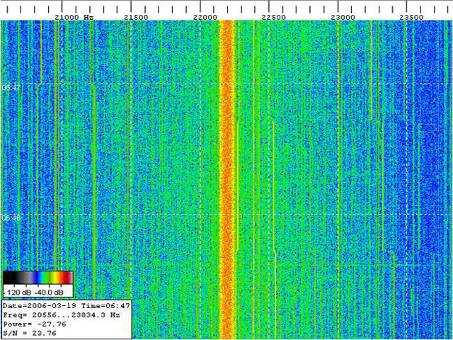 21000 Hz 21500 22000 22500 23000 23500
06:47
06:46
-120 dB -40.0 dB
Date=2006-03-19 Time=06:47
Freq= 20556...23834.3 Hz
Power= -27.76
S/N = 23.76